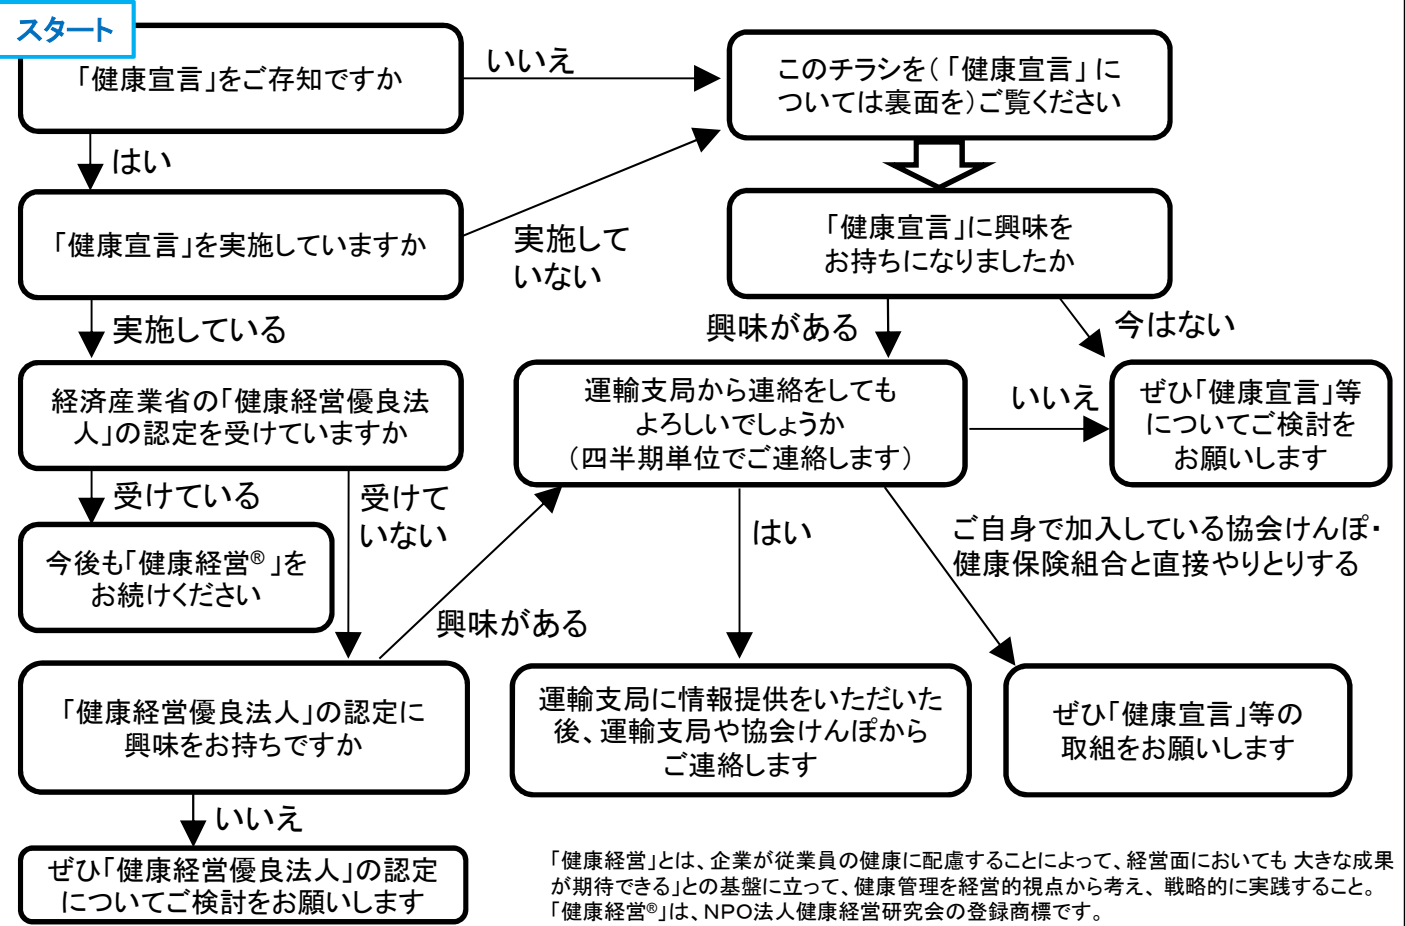 スタート
「健康宣言」をご存知ですか
いいえ
このチラシを(「健康宣言」に
ついては裏面を)ご覧ください
はい
「健康宣言」を実施していますか
実施して
いない
「健康宣言」に興味を
お持ちになりましたか
実施している
興味がある
今はない
経済産業省の「健康経営優良法
人」の認定を受けていますか
運輸支局から連絡をしても
よろしいでしょうか
(四半期単位でご連絡します)
いいえ
ぜひ「健康宣言」等
についてご検討を
お願いします
受けている
受けて
いない
今後も「健康経営®」を
お続けください
はい
ご自身で加入している協会けんぽ・
健康保険組合と直接やりとりする
興味がある
「健康経営優良法人」の認定に
興味をお持ちですか
運輸支局に情報提供をいただいた
後、運輸支局や協会けんぽから
ご連絡します
ぜひ「健康宣言」等の
取組をお願いします
いいえ
ぜひ「健康経営優良法人」の認定
についてご検討をお願いします
「健康経営」とは、企業が従業員の健康に配慮することによって、経営面においても 大きな成果
が期待できる」との基盤に立って、健康管理を経営的視点から考え、戦略的に実践すること。
「健康経営®」は、NPO法人健康経営研究会の登録商標です。